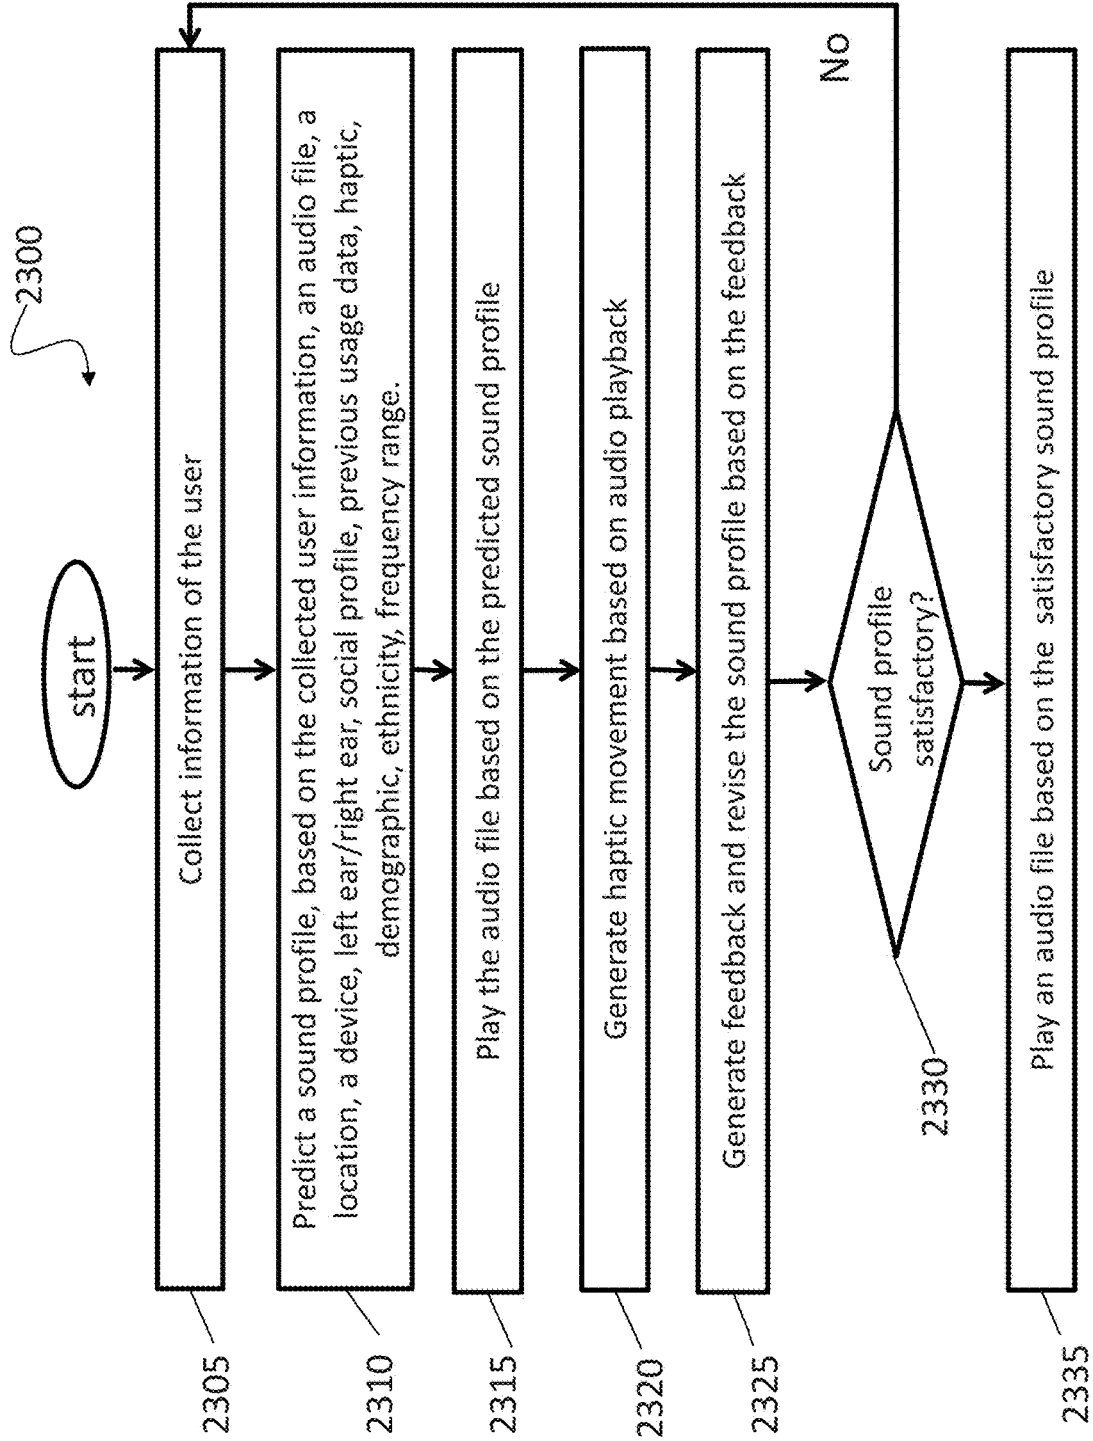 2300
start
2305
Collect information of the user
2310
Predict a sound profile, based on the collected user information, an audio file, a
location, a device, left ear/right ear, social profile, previous usage data, haptic,
demographic, ethnicity, frequency range.
2315
Play the audio file based on the predicted sound profile
2320
Generate haptic movement based on audio playback
2325
Generate feedback and revise the sound profile based on the feedback
No
2330
Sound profile
satisfactory?
2335
Play an audio file based on the satisfactory sound profile